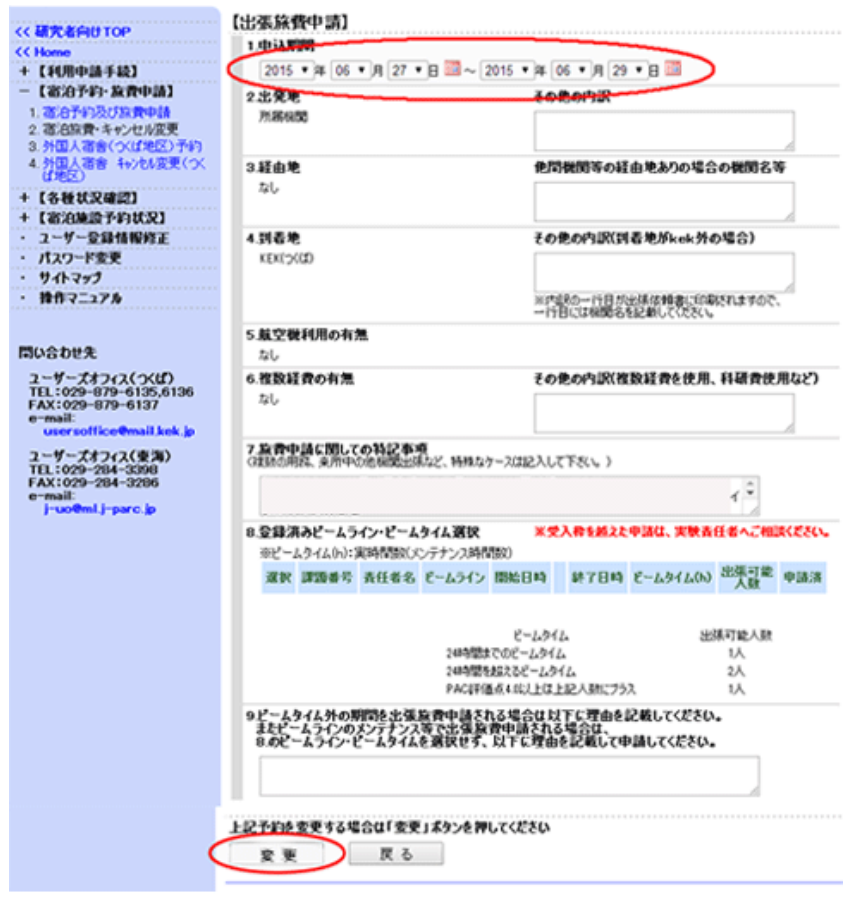 << 研究者向けTOP
<< Home
+ 【利用申請手続】
− 【宿泊予約・旅費申請】
1. 宿泊予約及び旅費申請
2. 宿泊旅費・キャンセル変更
3. 外国人宿舎(つくば地区)予約
4. 外国人宿舎 キャンセル変更(つく
ば地区)
+ 【各種状況確認】
+ 【宿泊施設予約状況】
・ ユーザー登録情報修正
・ パスワード変更
・ サイトマップ
・ 操作マニュアル
問い合わせ先
ユーザーズオフィス(つくば)
TEL:029-879-6135,6136
FAX:029-879-6137
e-mail:
usersoffice@mail.kek.jp
ユーザーズオフィス(東海)
TEL:029-284-3398
FAX:029-284-3286
e-mail:
j-uo@ml.j-parc.jp
【出張旅費申請】
1.申込期間
2015 年 06 月 27 日 ～ 2015 年 06 月 29 日
2.出発地 その他の内訳
所属機関
3.経由地 他問機関等の経由地ありの場合の機関名等
なし
4.到着地 その他の内訳(到着地がkek外の場合)
KEK(つくば)
※内訳の一行目が出張依頼書に印刷されますので、
一行目には機関名を記載してください。
5.航空機利用の有無
なし
6.複数経費の有無 その他の内訳(複数経費を使用、科研費使用など)
なし
7.旅費申請に関しての特記事項
の用務、来所中の他機関出張など、特殊なケースは記入して下さい。)
イ
8.登録済みビームライン・ビームタイム選択 ※受入枠を越えた申請は、実験責任者へご相談ください。
※ビームタイム(h):実時間数(メンテナンス時間数)
選択 課題番号 責任者名 ビームライン 開始日時 終了日時 ビームタイム(h) 出張可能人数 申請済
ビームタイム 出張可能人数
24時間までのビームタイム 1人
24時間を超えるビームタイム 2人
PAC評価点4.0以上は上記人数にプラス 1人
9.ビームタイム外の期間を出張旅費申請される場合は以下に理由を記載してください。
またビームラインのメンテナンス等で出張旅費申請される場合は、
8.のビームライン・ビームタイムを選択せず、以下に理由を記載して申請してください。
上記予約を変更する場合は「変更」ボタンを押してください
変更 戻る